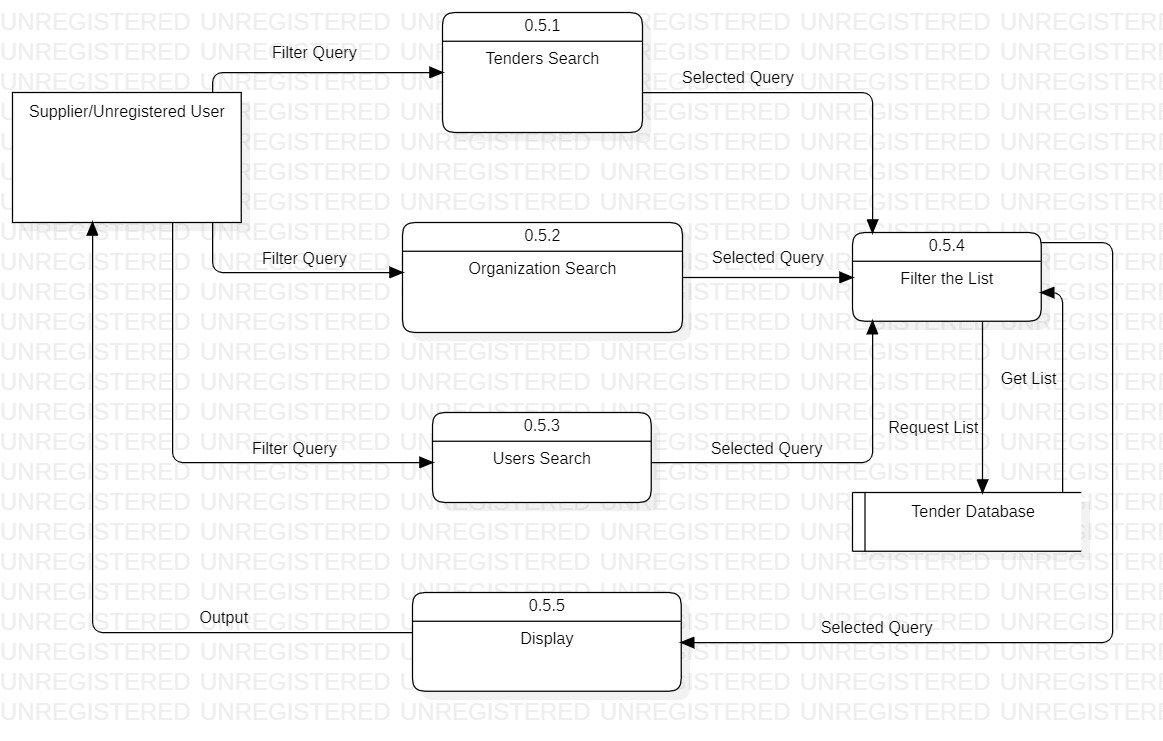 0.5.1
Tenders Search
Filter Query
Selected Query
Supplier/Unregistered User
0.5.2
Organization Search
Filter Query
Selected Query
0.5.4
Filter the List
Get List
Request List
0.5.3
Users Search
Filter Query
Selected Query
Tender Database
0.5.5
Display
Output
Selected Query
UNREGISTERED UNREGISTERED UNREGISTERED UNREGISTERED UNREGISTERED UNREGISTERED